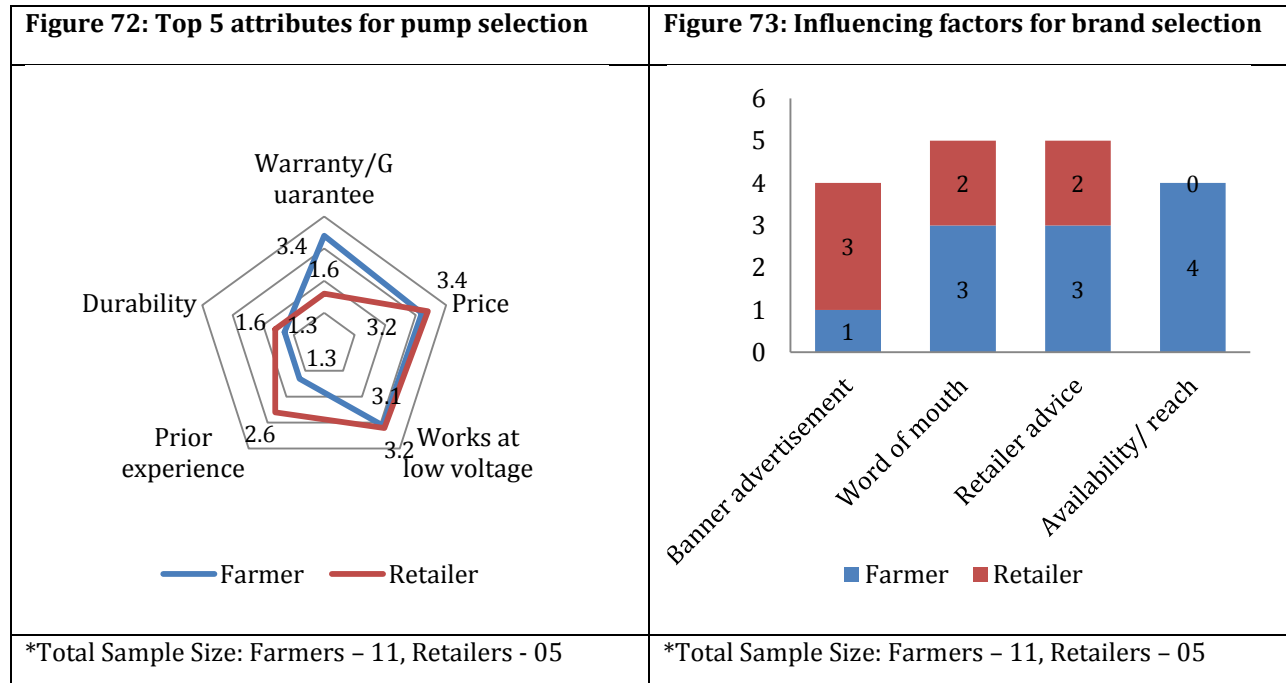 Figure 72: Top 5 attributes for pump selection
Warranty/G
uarantee
3.4
1.6
3.4
Durability
Price
1.6
1.3
3.2
1.3
3.1
Prior
experience
2.6
3.2
Works at
low voltage
Farmer
Retailer
*Total Sample Size: Farmers – 11, Retailers - 05
Figure 73: Influencing factors for brand selection
6
5
4
3
2
1
0
3
1
2
3
2
3
0
4
Banner advertisement
Word of mouth
Retailer advice
Availability/ reach
Farmer
Retailer
*Total Sample Size: Farmers – 11, Retailers – 05